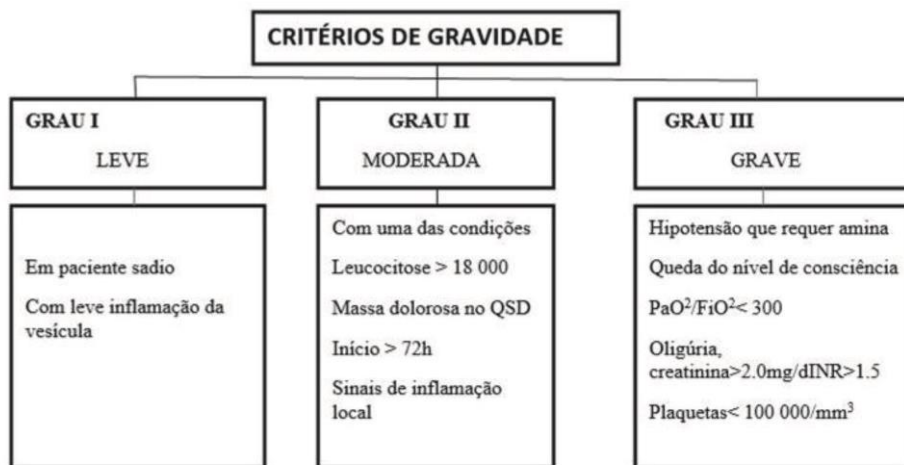 CRITÉRIOS DE GRAVIDADE
GRAU I
LEVE
GRAU II
MODERADA
GRAU III
GRAVE
Em paciente sadio
Com leve inflamação da
vesícula
Com uma das condições
Leucocitose > 18 000
Massa dolorosa no QSD
Início > 72h
Sinais de inflamação
local
Hipotensão que requer amina
Queda do nível de consciência
PaO²/FiO²< 300
Oligúria,
creatinina>2.0mg/dINR>1.5
Plaquetas< 100 000/mm³